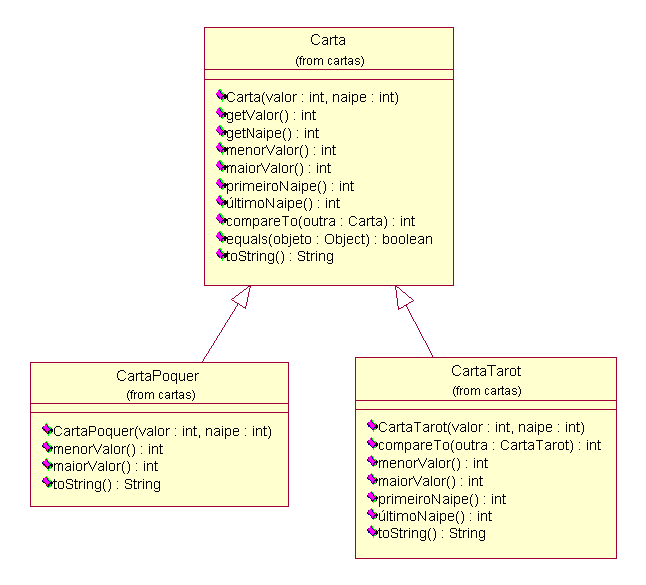 Carta
(from cartas)
Carta(valor : int, naipe : int)
getValor() : int
getNaipe() : int
menorValor() : int
maiorValor() : int
primeiroNaipe() : int
últimoNaipe() : int
compareTo(outra : Carta) : int
equals(objeto : Object) : boolean
toString() : String
CartaPoquer
(from cartas)
CartaPoquer(valor : int, naipe : int)
menorValor() : int
maiorValor() : int
toString() : String
CartaTarot
(from cartas)
CartaTarot(valor : int, naipe : int)
compareTo(outra : CartaTarot) : int
menorValor() : int
maiorValor() : int
primeiroNaipe() : int
últimoNaipe() : int
toString() : String